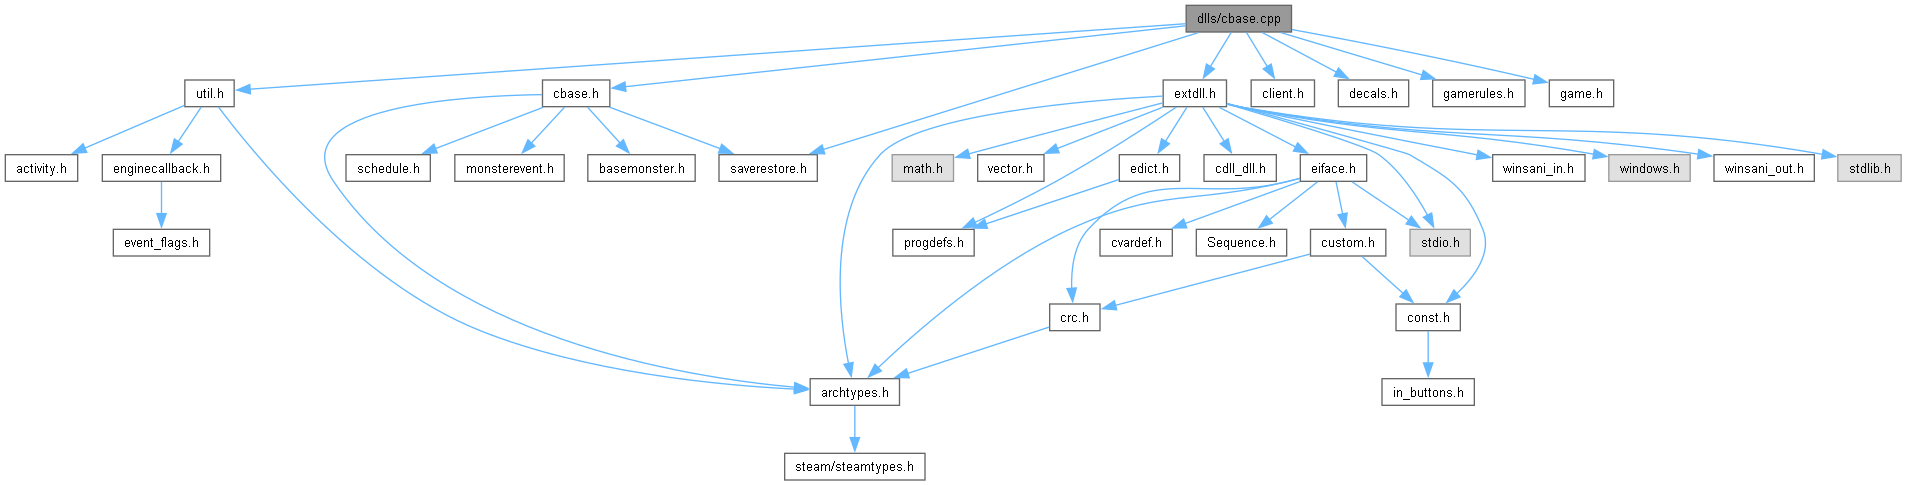 dlls/cbase.cpp
util.h
cbase.h
extdll.h
client.h
decals.h
gamerules.h
game.h
activity.h
enginecallback.h
schedule.h
monsterevent.h
basemonster.h
saverestore.h
math.h
vector.h
edict.h
cdll_dll.h
eiface.h
winsani_in.h
windows.h
winsani_out.h
stdlib.h
event_flags.h
progdefs.h
cvardef.h
Sequence.h
custom.h
stdio.h
crc.h
const.h
archtypes.h
in_buttons.h
steam/steamtypes.h